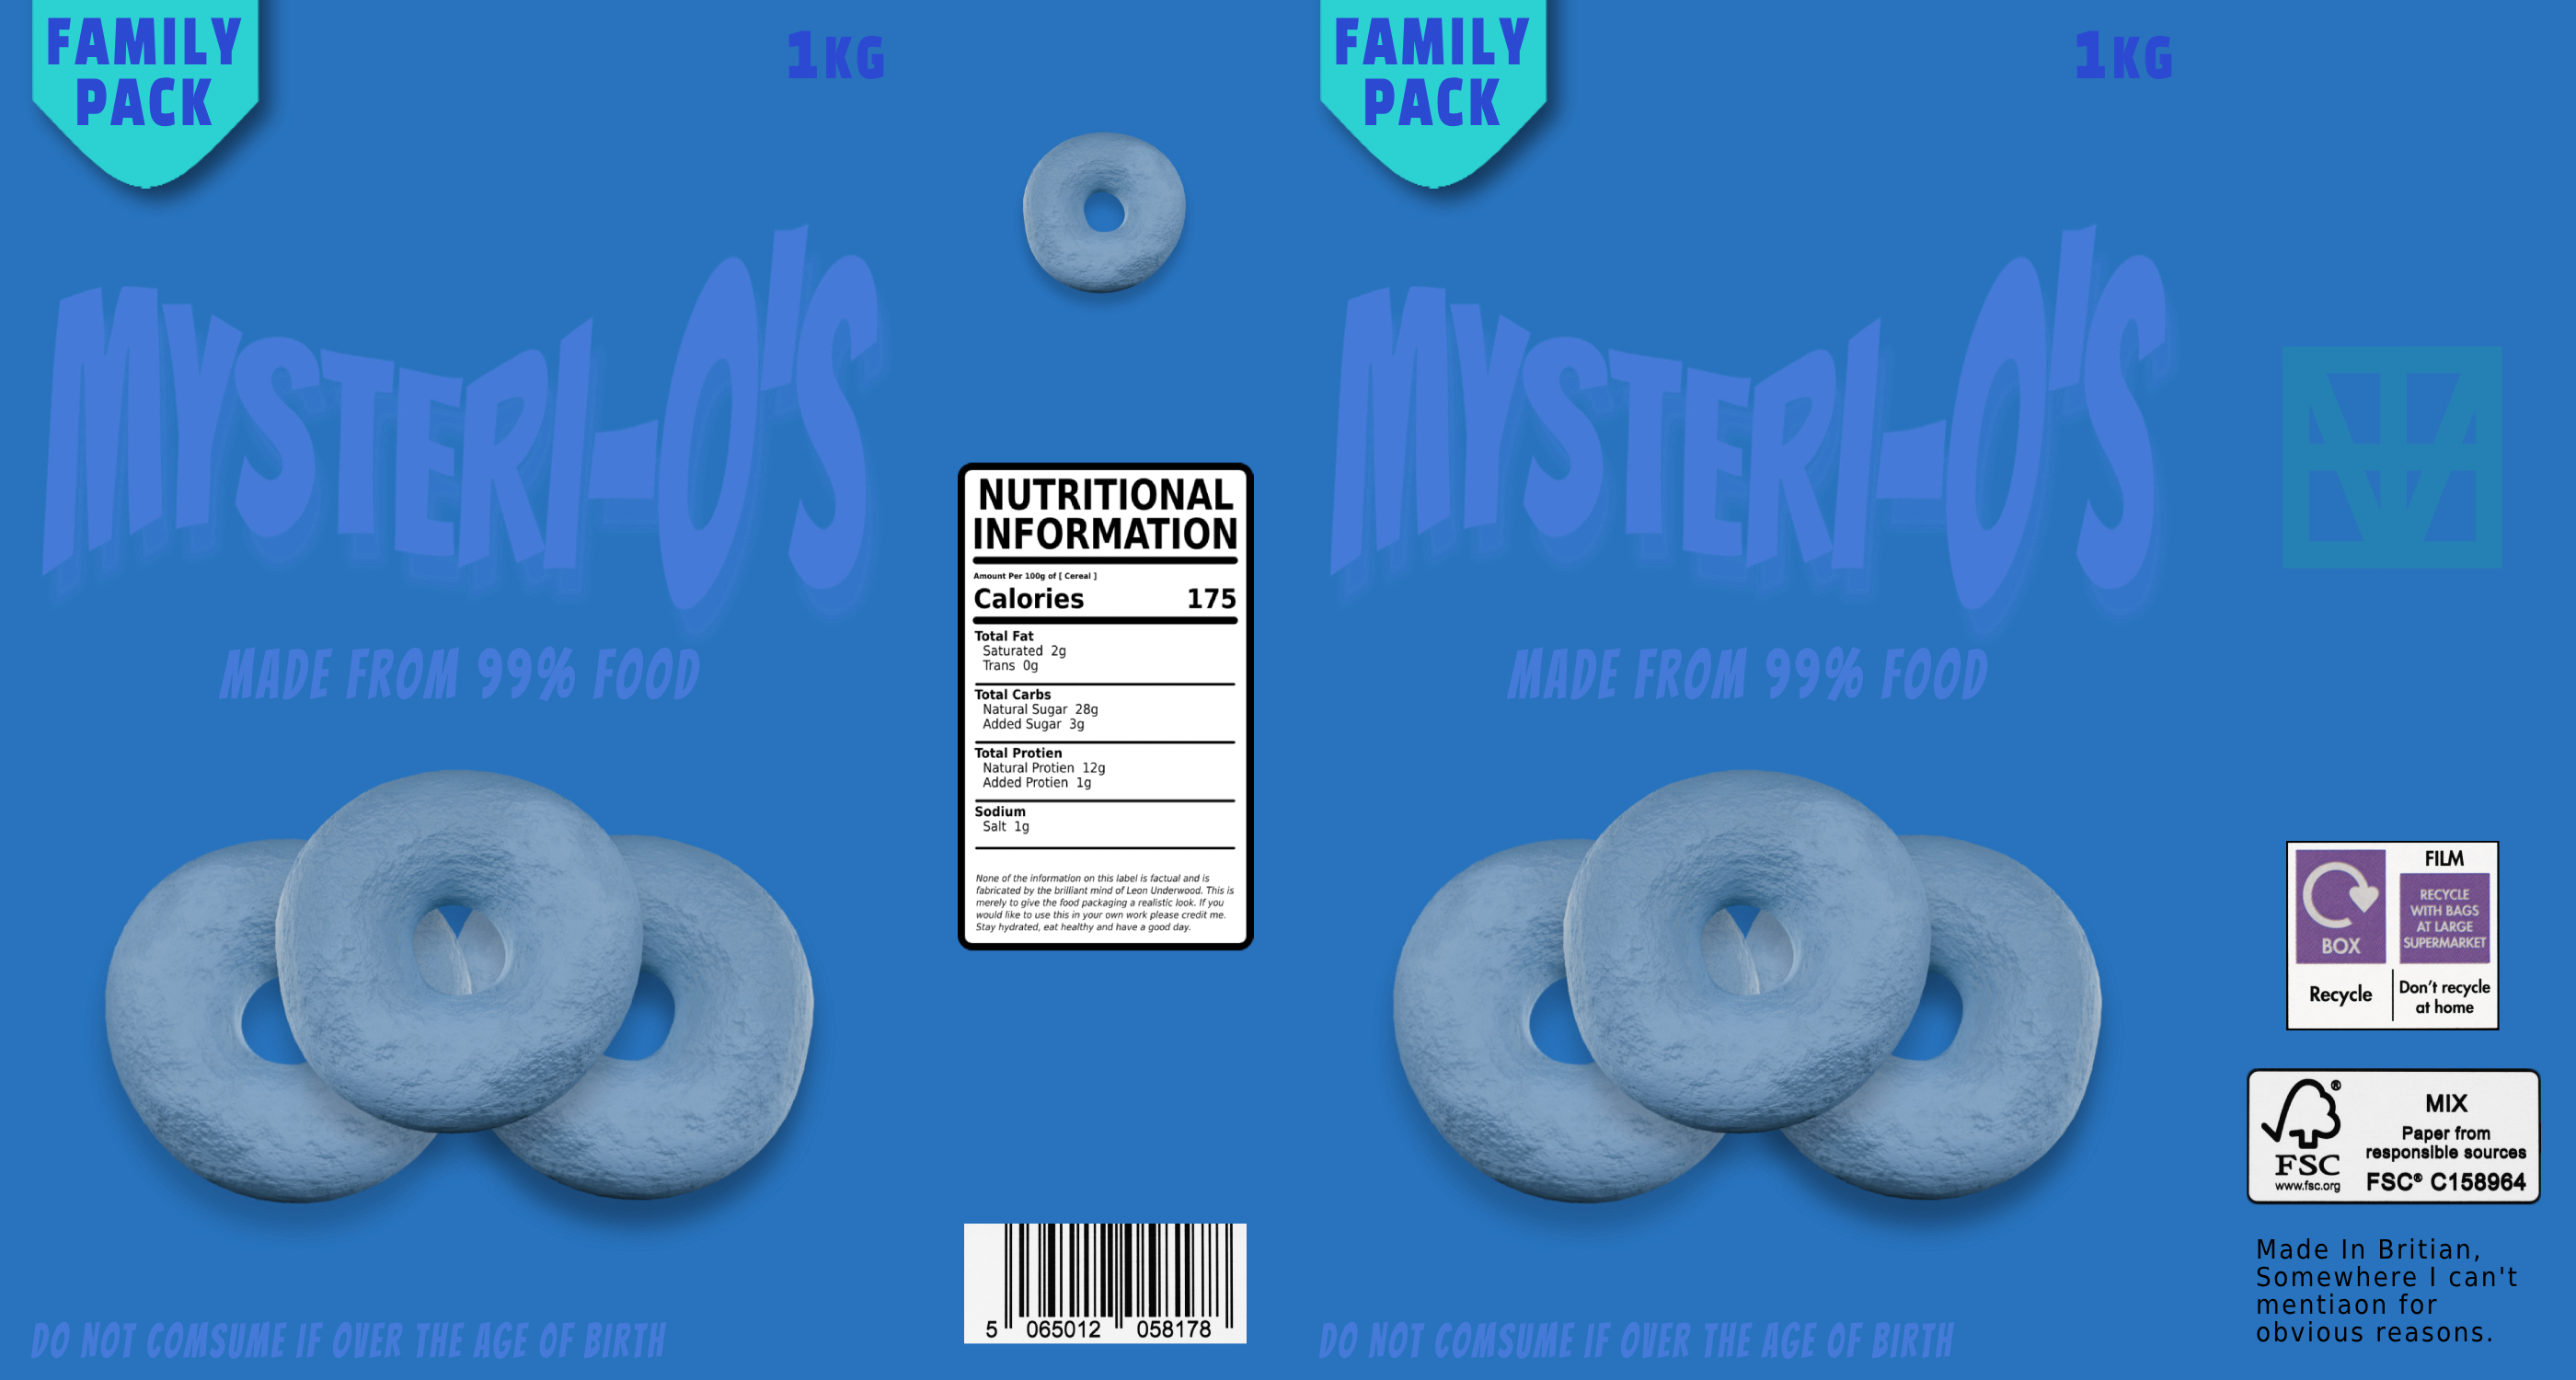 FAMILY
PACK
1KG
MYSTERI-O'S
MADE FROM 99% FOOD
DO NOT COMSUME IF OVER THE AGE OF BIRTH
NUTRITIONAL
INFORMATION
Amount Per 100g of [ Cereal ]
Calories 175
Total Fat
Saturated 2g
Trans 0g
Total Carbs
Natural Sugar 28g
Added Sugar 3g
Total Protien
Natural Protien 12g
Added Protien 1g
Sodium
Salt 1g
None of the information on this label is factual and is
fabricated by the brilliant mind of Leon Underwood. This is
merely to give the food packaging a realistic look. If you
would like to use this in your own work please credit me.
Stay hydrated, eat healthy and have a good day.
5 065012 058178
FAMILY
PACK
1KG
MYSTERI-O'S
MADE FROM 99% FOOD
DO NOT COMSUME IF OVER THE AGE OF BIRTH
BOX
Recycle
FILM
RECYCLE
WITH BAGS
AT LARGE
SUPERMARKET
Don't recycle
at home
FSC
www.fsc.org
MIX
Paper from
responsible sources
FSC® C158964
Made In Britian,
Somewhere I can't
mentiaon for
obvious reasons.